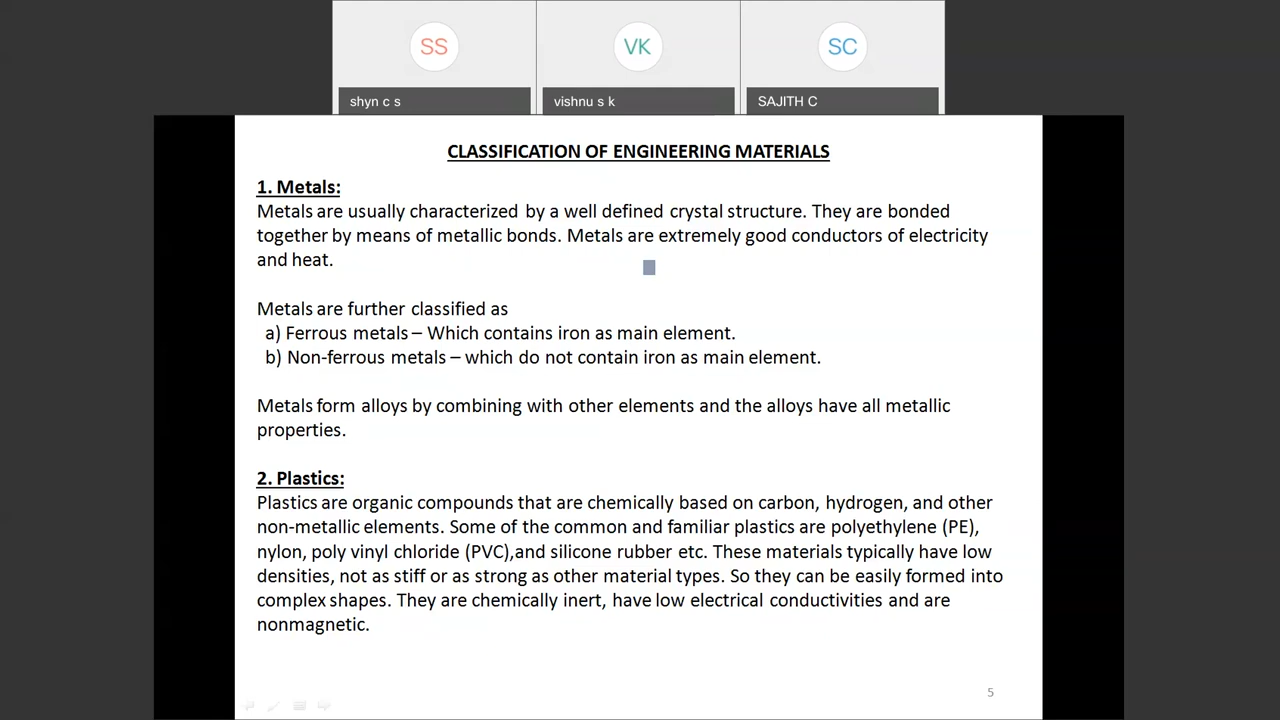 SS
VK
SC
shyn c s
vishnu s k
SAJITH C
CLASSIFICATION OF ENGINEERING MATERIALS
1. Metals:
Metals are usually characterized by a well defined crystal structure. They are bonded
together by means of metallic bonds. Metals are extremely good conductors of electricity
and heat.
Metals are further classified as
a) Ferrous metals – Which contains iron as main element.
b) Non-ferrous metals – which do not contain iron as main element.
Metals form alloys by combining with other elements and the alloys have all metallic
properties.
2. Plastics:
Plastics are organic compounds that are chemically based on carbon, hydrogen, and other
non-metallic elements. Some of the common and familiar plastics are polyethylene (PE),
nylon, poly vinyl chloride (PVC),and silicone rubber etc. These materials typically have low
densities, not as stiff or as strong as other material types. So they can be easily formed into
complex shapes. They are chemically inert, have low electrical conductivities and are
nonmagnetic.
5